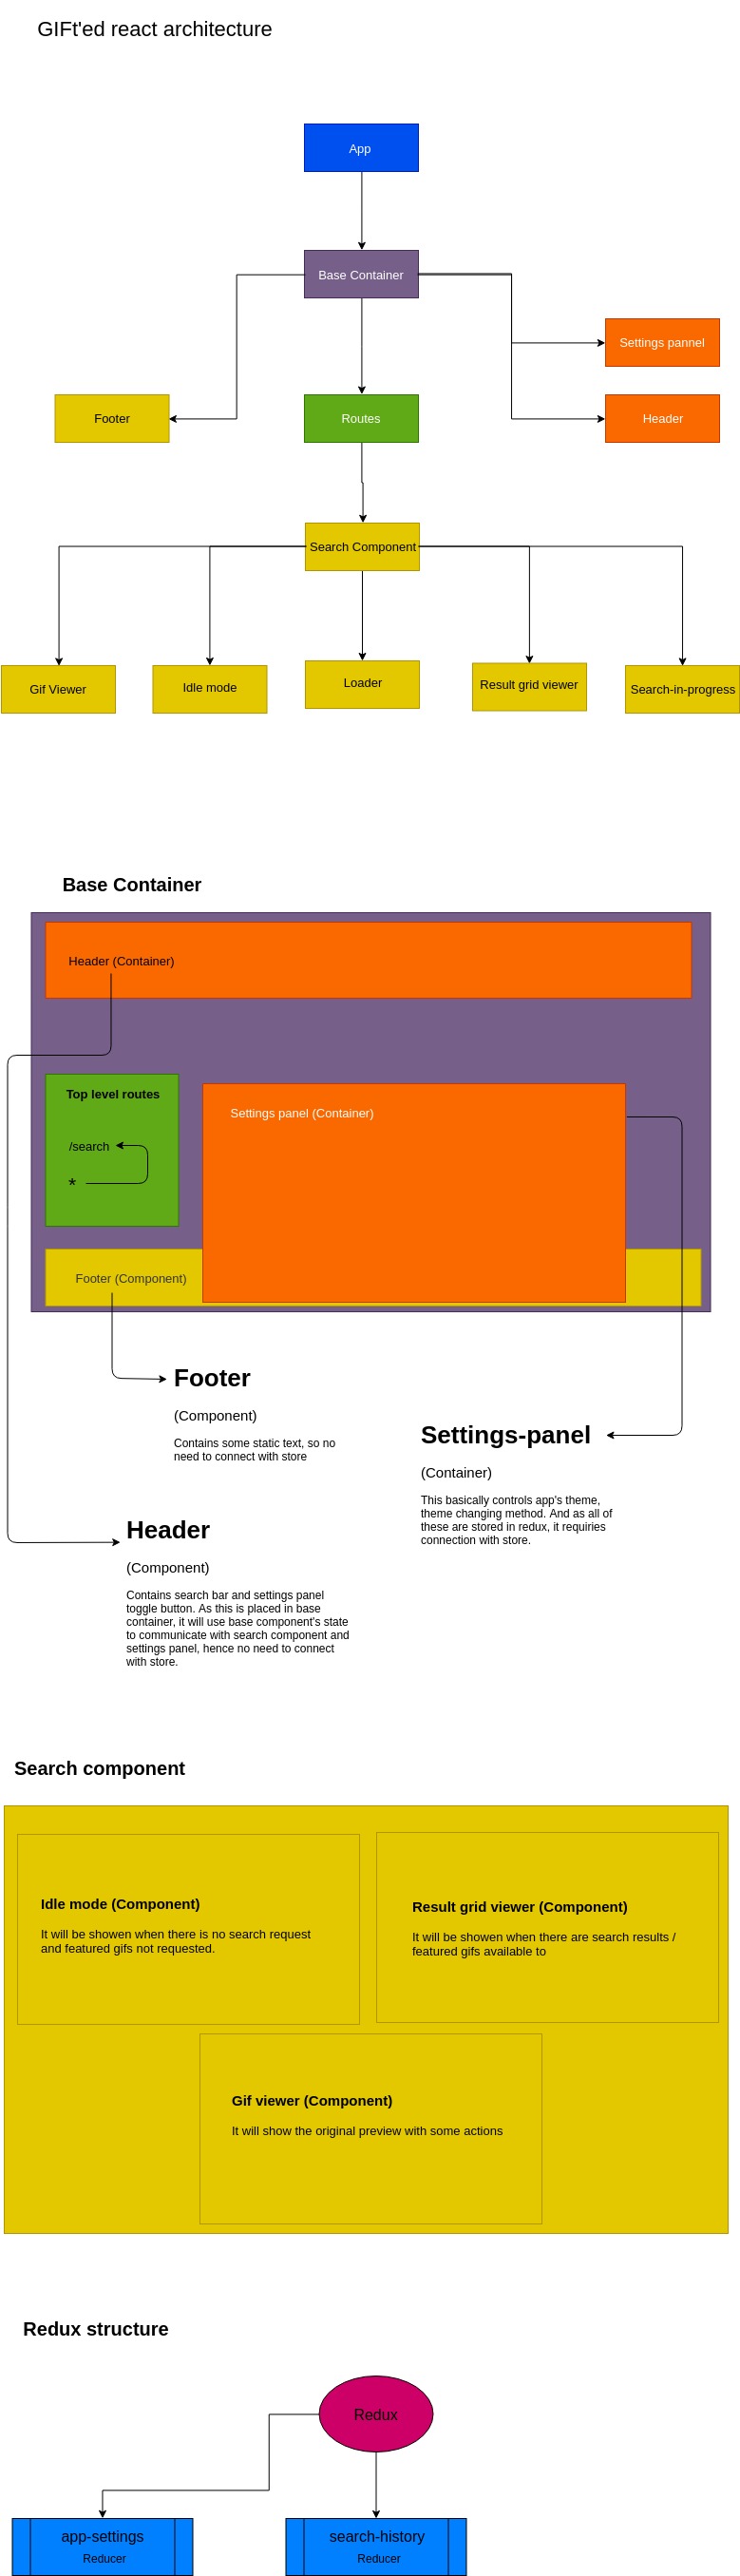 GIFt'ed react architecture
App
Base Container
Settings pannel
Footer
Routes
Header
Search Component
Gif Viewer
Idle mode
Loader
Result grid viewer
Search-in-progress
Base Container
Header (Container)
Top level routes
/search
*
Settings panel (Container)
Footer (Component)
Footer
(Component)
Contains some static text, so no
need to connect with store
Settings-panel
(Container)
This basically controls app's theme,
theme changing method. And as all of
these are stored in redux, it requiries
connection with store.
Header
(Component)
Contains search bar and settings panel
toggle button. As this is placed in base
container, it will use base component's state
to communicate with search component and
settings panel, hence no need to connect
with store.
Search component
Idle mode (Component)
It will be showen when there is no search request
and featured gifs not requested.
Result grid viewer (Component)
It will be showen when there are search results /
featured gifs available to
Gif viewer (Component)
It will show the original preview with some actions
Redux structure
Redux
app-settings
Reducer
search-history
Reducer